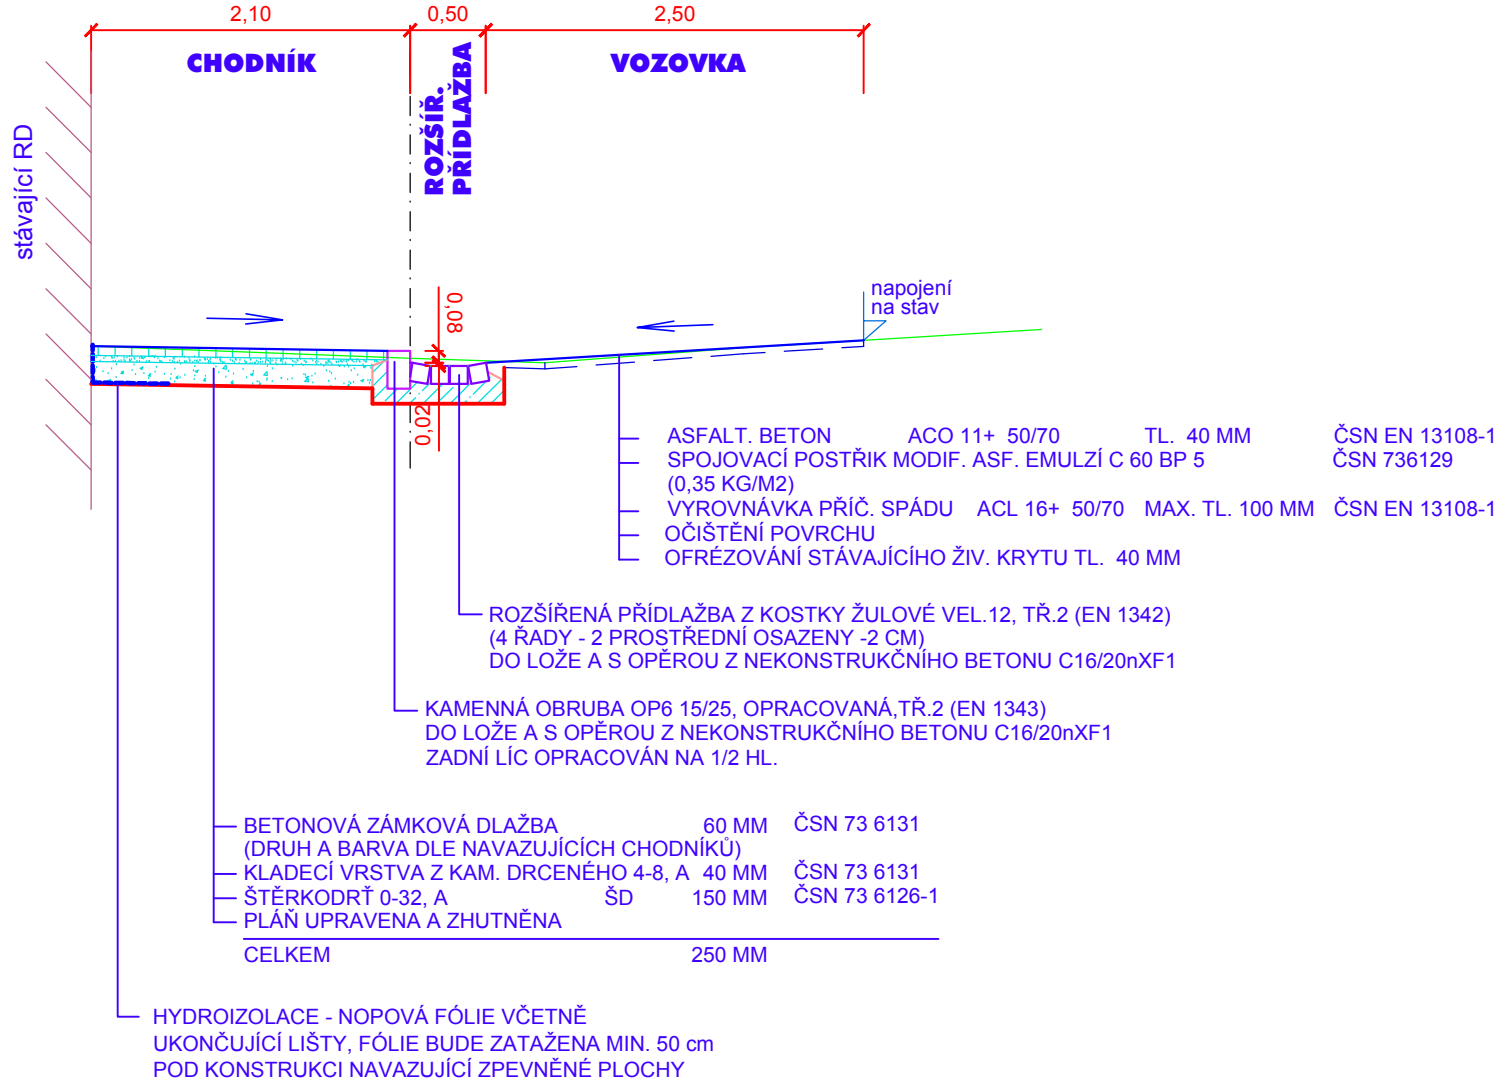 2,10 0,50 2,50
CHODNÍK
ROZŠÍŘ.
PŘÍDLAŽBA
VOZOVKA
stávající RD
0,08
napojení
na stav
0,02
ASFALT. BETON ACO 11+ 50/70 TL. 40 MM ČSN EN 13108-1
SPOJOVACÍ POSTŘIK MODIF. ASF. EMULZÍ C 60 BP 5 ČSN 736129
(0,35 KG/M2)
VYROVNÁVKA PŘÍČ. SPÁDU ACL 16+ 50/70 MAX. TL. 100 MM ČSN EN 13108-1
OČIŠTĚNÍ POVRCHU
OFRÉZOVÁNÍ STÁVAJÍCÍHO ŽIV. KRYTU TL. 40 MM
ROZŠÍŘENÁ PŘÍDLAŽBA Z KOSTKY ŽULOVÉ VEL.12, TŘ.2 (EN 1342)
(4 ŘADY - 2 PROSTŘEDNÍ OSAZENY -2 CM)
DO LOŽE A S OPĚROU Z NEKONSTRUKČNÍHO BETONU C16/20nXF1
KAMENNÁ OBRUBA OP6 15/25, OPRACOVANÁ,TŘ.2 (EN 1343)
DO LOŽE A S OPĚROU Z NEKONSTRUKČNÍHO BETONU C16/20nXF1
ZADNÍ LÍC OPRACOVÁN NA 1/2 HL.
BETONOVÁ ZÁMKOVÁ DLAŽBA 60 MM ČSN 73 6131
(DRUH A BARVA DLE NAVAZUJÍCÍCH CHODNÍKŮ)
KLADECÍ VRSTVA Z KAM. DRCENÉHO 4-8, A 40 MM ČSN 73 6131
ŠTĚRKODRŤ 0-32, A ŠD 150 MM ČSN 73 6126-1
PLÁŇ UPRAVENA A ZHUTNĚNA
CELKEM 250 MM
HYDROIZOLACE - NOPOVÁ FÓLIE VČETNĚ
UKONČUJÍCÍ LIŠTY, FÓLIE BUDE ZATAŽENA MIN. 50 cm
POD KONSTRUKCI NAVAZUJÍCÍ ZPEVNĚNÉ PLOCHY